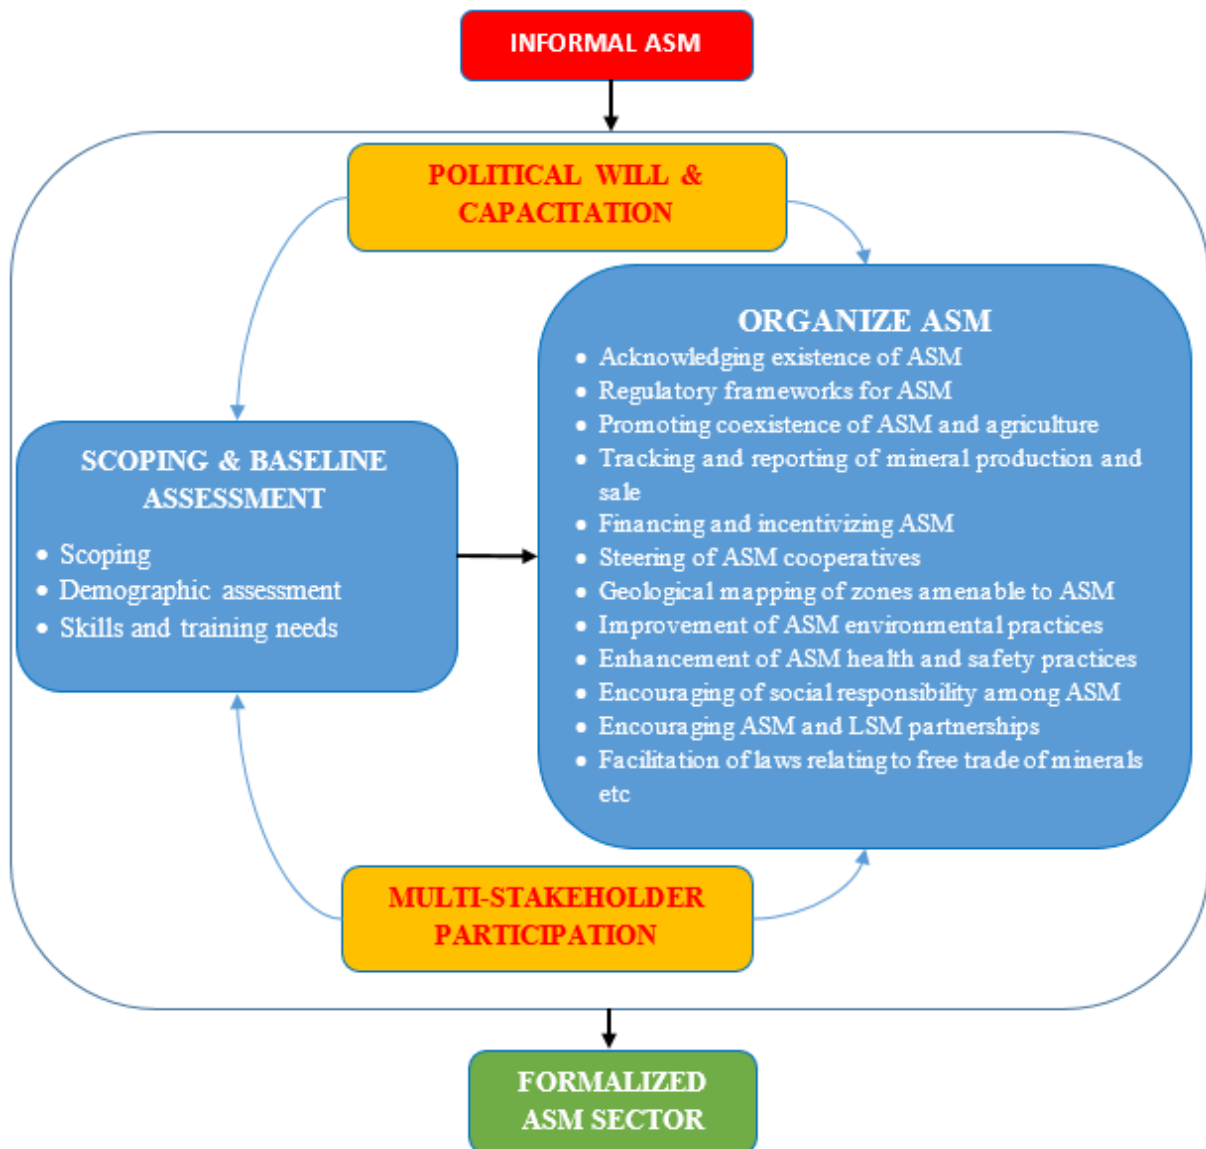 INFORMAL ASM
POLITICAL WILL &
CAPACITATION
ORGANIZE ASM
• Acknowledging existence of ASM
• Regulatory frameworks for ASM
• Promoting coexistence of ASM and agriculture
• Tracking and reporting of mineral production and
sale
• Financing and incentivizing ASM
• Steering of ASM cooperatives
• Geological mapping of zones amenable to ASM
• Improvement of ASM environmental practices
• Enhancement of ASM health and safety practices
• Encouraging of social responsibility among ASM
• Encouraging ASM and LSM partnerships
• Facilitation of laws relating to free trade of minerals
etc
SCOPING & BASELINE
ASSESSMENT
• Scoping
• Demographic assessment
• Skills and training needs
MULTI-STAKEHOLDER
PARTICIPATION
FORMALIZED
ASM SECTOR